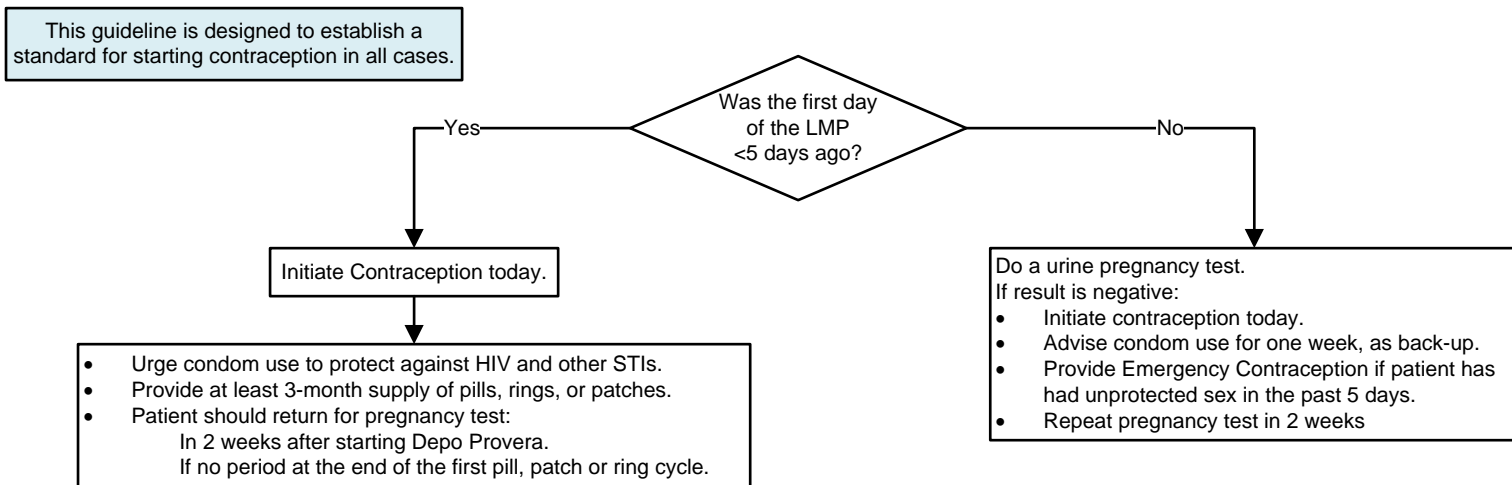 This guideline is designed to establish a
standard for starting contraception in all cases.
Was the first day
of the LMP
<5 days ago?
Yes
No
Initiate Contraception today.
• Urge condom use to protect against HIV and other STIs.
• Provide at least 3-month supply of pills, rings, or patches.
• Patient should return for pregnancy test:
In 2 weeks after starting Depo Provera.
If no period at the end of the first pill, patch or ring cycle.
Do a urine pregnancy test.
If result is negative:
• Initiate contraception today.
• Advise condom use for one week, as back-up.
• Provide Emergency Contraception if patient has
had unprotected sex in the past 5 days.
• Repeat pregnancy test in 2 weeks